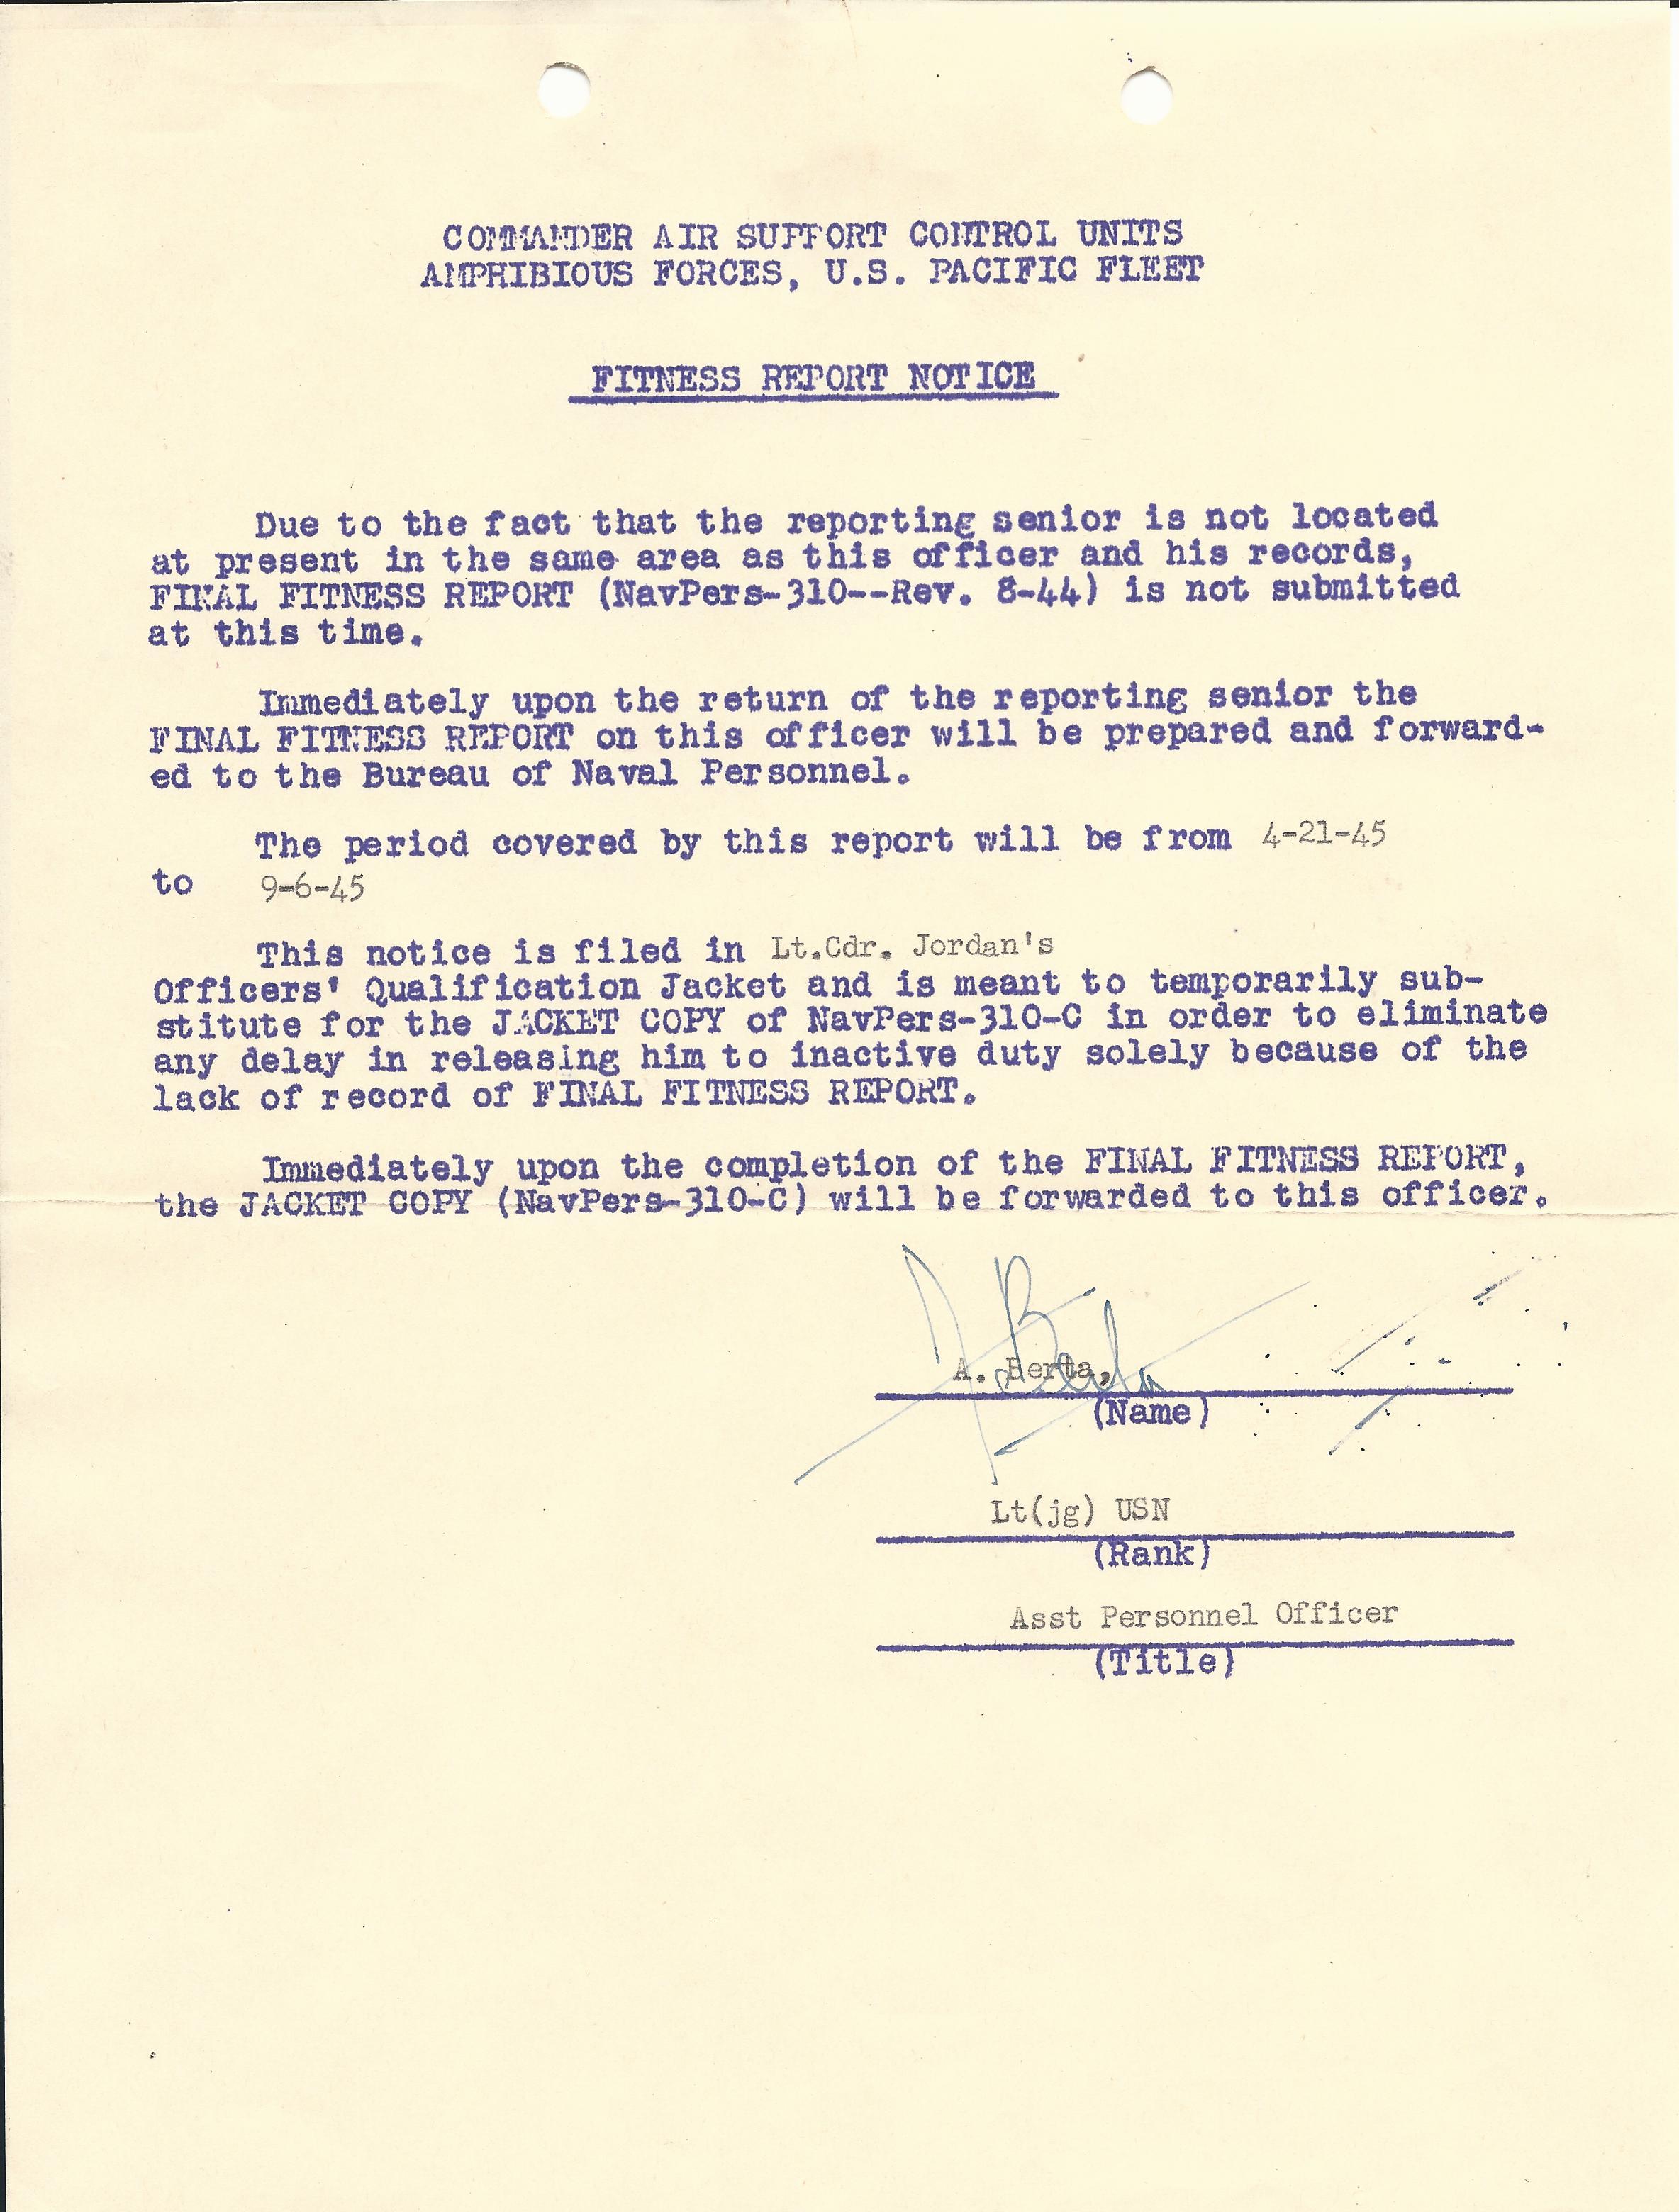 COMMANDER AIR SUPPORT CONTROL UNITS
AMPHIBIOUS FORCES, U.S. PACIFIC FLEET
FITNESS REPORT NOTICE
Due to the fact that the reporting senior is not located
at present in the same area as this officer and his records,
FINAL FITNESS REPORT (NavPers-310--Rev. 8-44) is not submitted
at this time.
Immediately upon the return of the reporting senior the
FINAL FITNESS REPORT on this officer will be prepared and forward-
ed to the Bureau of Naval Personnel.
The period covered by this report will be from 4-21-45
to 9-6-45
This notice is filed in Lt.Cdr. Jordan's
Officers' Qualification Jacket and is meant to temporarily sub-
stitute for the JACKET COPY of NavPers-310-C in order to eliminate
any delay in releasing him to inactive duty solely because of the
lack of record of FINAL FITNESS REPORT.
Immediately upon the completion of the FINAL FITNESS REPORT,
the JACKET COPY (NavPers-310-C) will be forwarded to this officer.
A. Berta
A. Berta,
(Name)
Lt(jg) USN
(Rank)
Asst Personnel Officer
(Title)